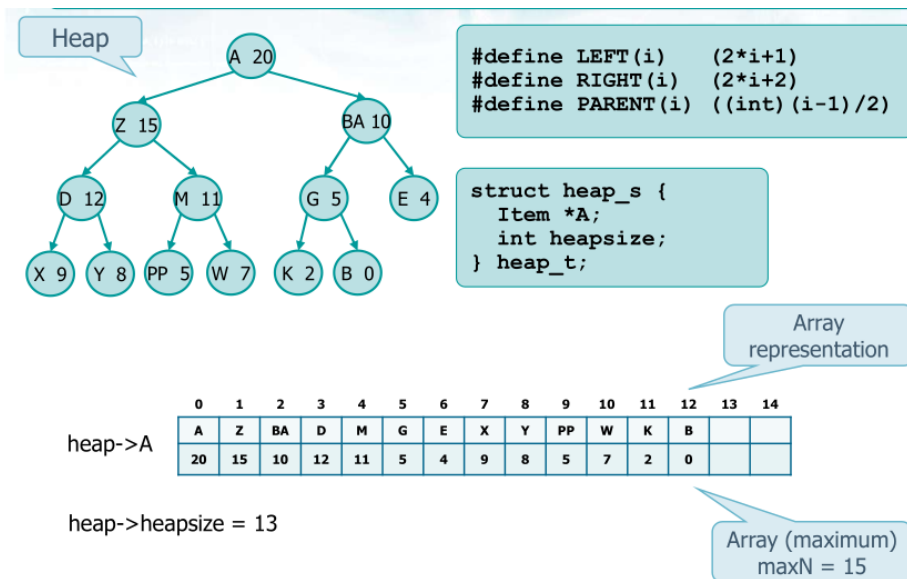 Heap
A 20
Z 15
BA 10
D 12
M 11
G 5
E 4
X 9
Y 8
PP 5
W 7
K 2
B 0
#define LEFT(i) (2*i+1)
#define RIGHT(i) (2*i+2)
#define PARENT(i) ((int)(i-1)/2)
struct heap_s {
Item *A;
int heapsize;
} heap_t;
Array
representation
0 1 2 3 4 5 6 7 8 9 10 11 12 13 14
heap->A
A Z BA D M G E X Y PP W K B
20 15 10 12 11 5 4 9 8 5 7 2 0
heap->heapsize = 13
Array (maximum)
maxN = 15